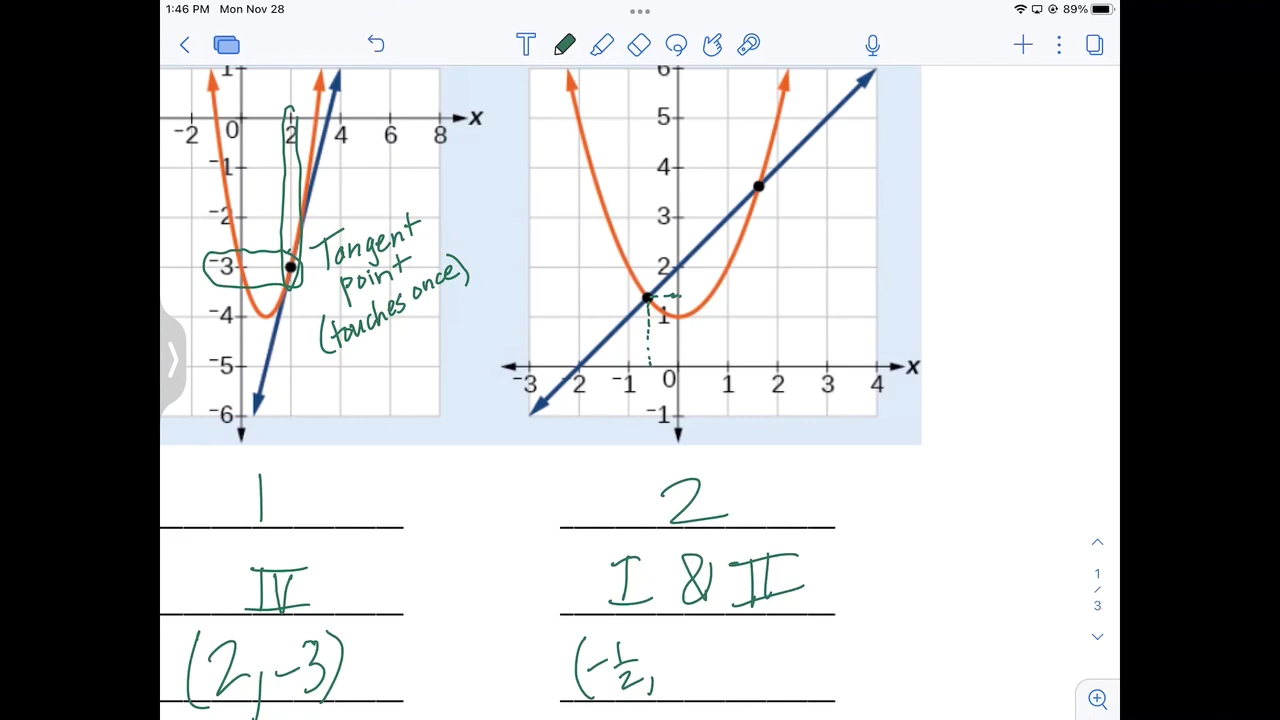 1:46 PM Mon Nov 28
89%
1
x
-2 0 2 4 6 8
-1
-2
-3
-4
-5
-6
Tangent
point
(touches once)
6
5
4
3
2
1
x
-3 -2 -1 0 1 2 3 4
-1
1 2
IV I & II
(2, -3) (-1/2,
1
/
3